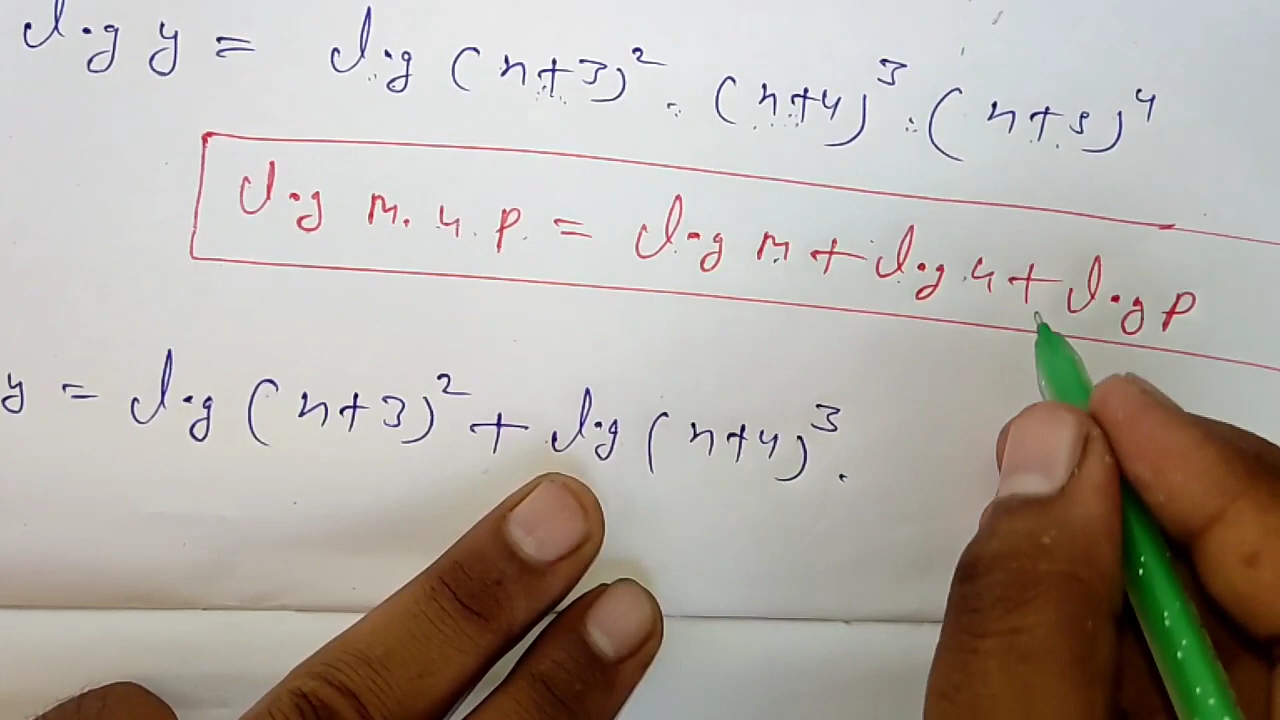 log y = log (x+3)² . (x+4)³ . (x+5)⁴
log m. n. p. = log m + log n + log p
y = log (x+3)² + log (x+4)³.